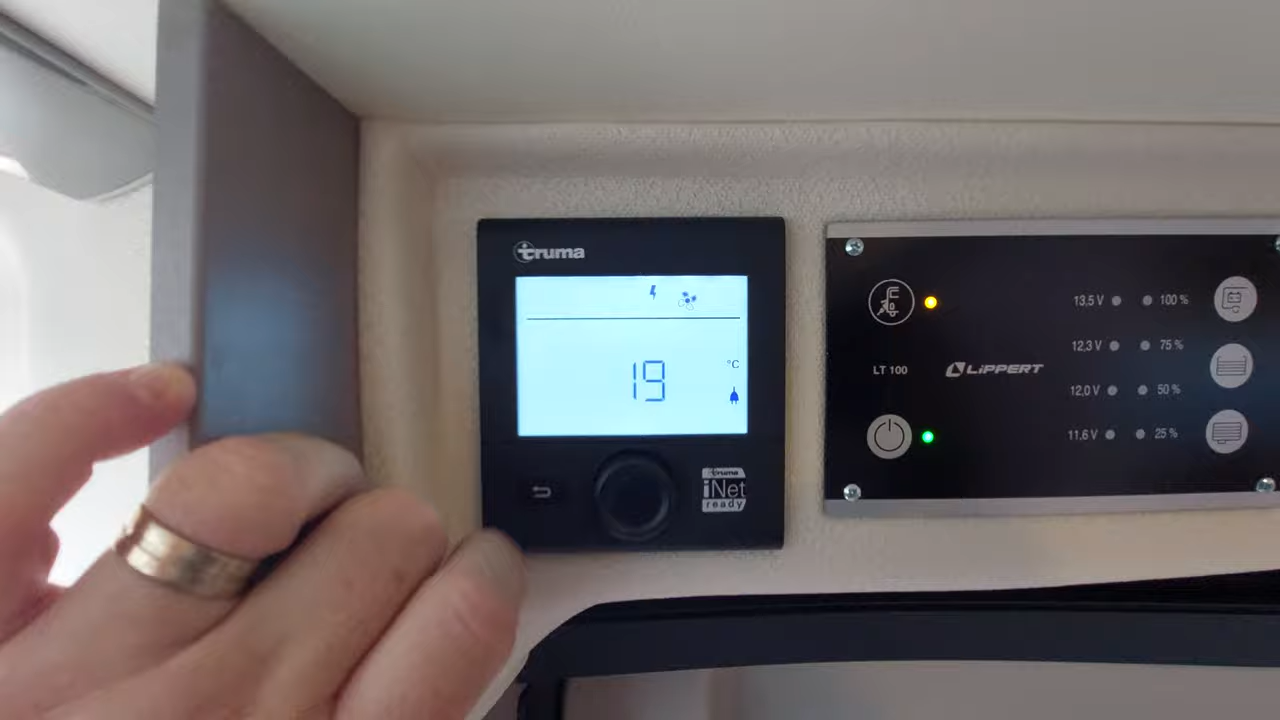 truma
°C
19
truma
iNet
ready
LT 100
LiPPERT
13,5 V 100 %
12,3 V 75 %
12,0 V 50 %
11,6 V 25 %